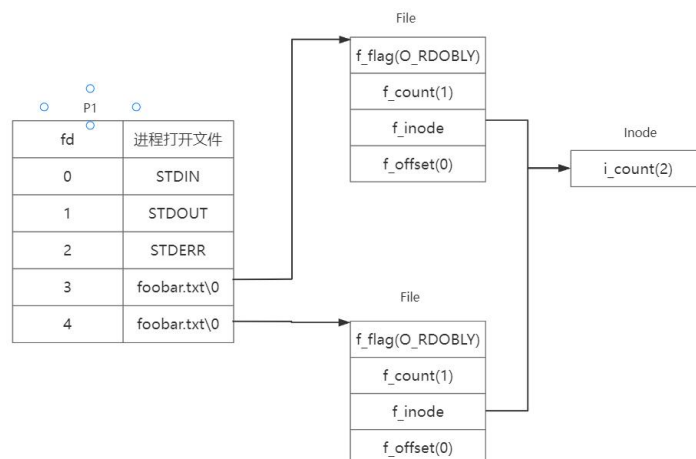 File
f_flag(O_RDOBLY)
f_count(1)
f_inode
f_offset(0)
P1
fd 进程打开文件
0 STDIN
1 STDOUT
2 STDERR
3 foobar.txt\0
4 foobar.txt\0
Inode
i_count(2)
File
f_flag(O_RDOBLY)
f_count(1)
f_inode
f_offset(0)